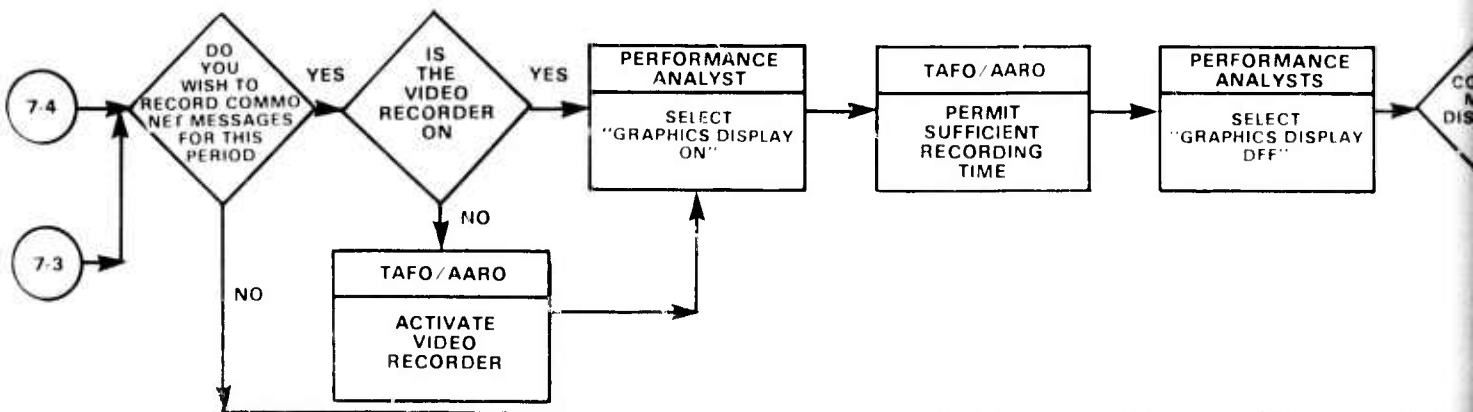 7-4
DO
YOU
WISH TO
RECORD COMMO
NET MESSAGES
FOR THIS
PERIOD
YES
IS
THE
VIDEO
RECORDER
ON
YES
PERFORMANCE
ANALYST
SELECT
"GRAPHICS DISPLAY
ON"
TAFO/AARO
PERMIT
SUFFICIENT
RECORDING
TIME
PERFORMANCE
ANALYSTS
SELECT
"GRAPHICS DISPLAY
OFF"
7-3
NO
NO
TAFO/AARO
ACTIVATE
VIDEO
RECORDER